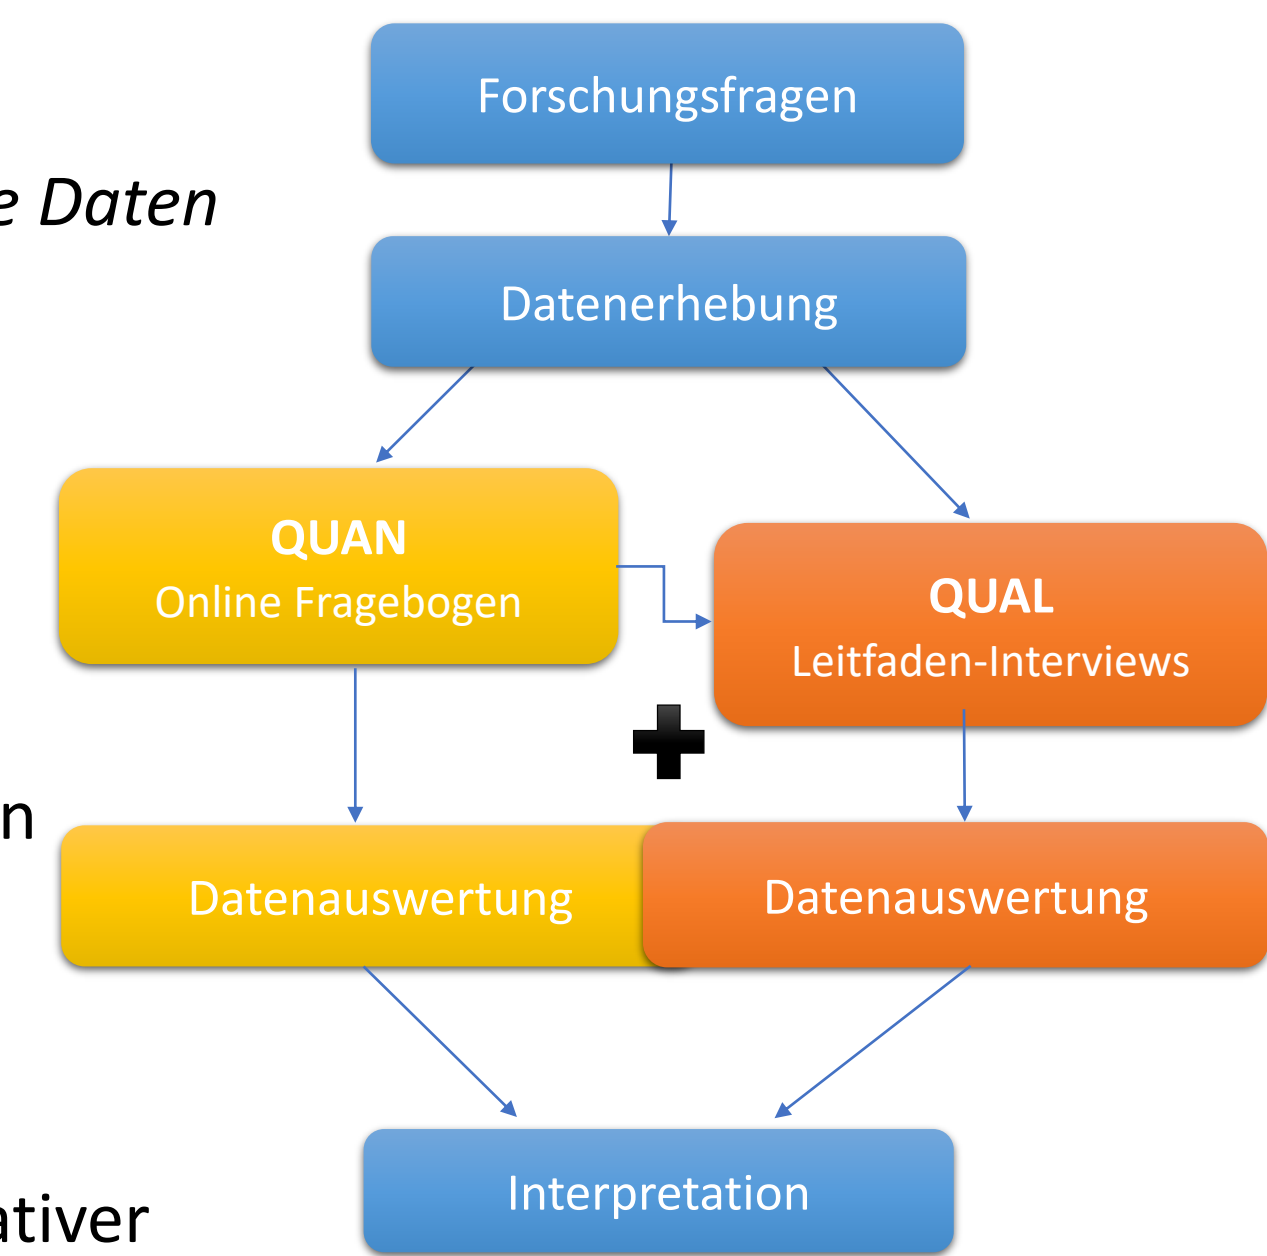 Forschungsfragen
e Daten
Datenerhebung
QUAN
Online Fragebogen
QUAL
Leitfaden-Interviews
n
Datenauswertung
Datenauswertung
Interpretation
ativer